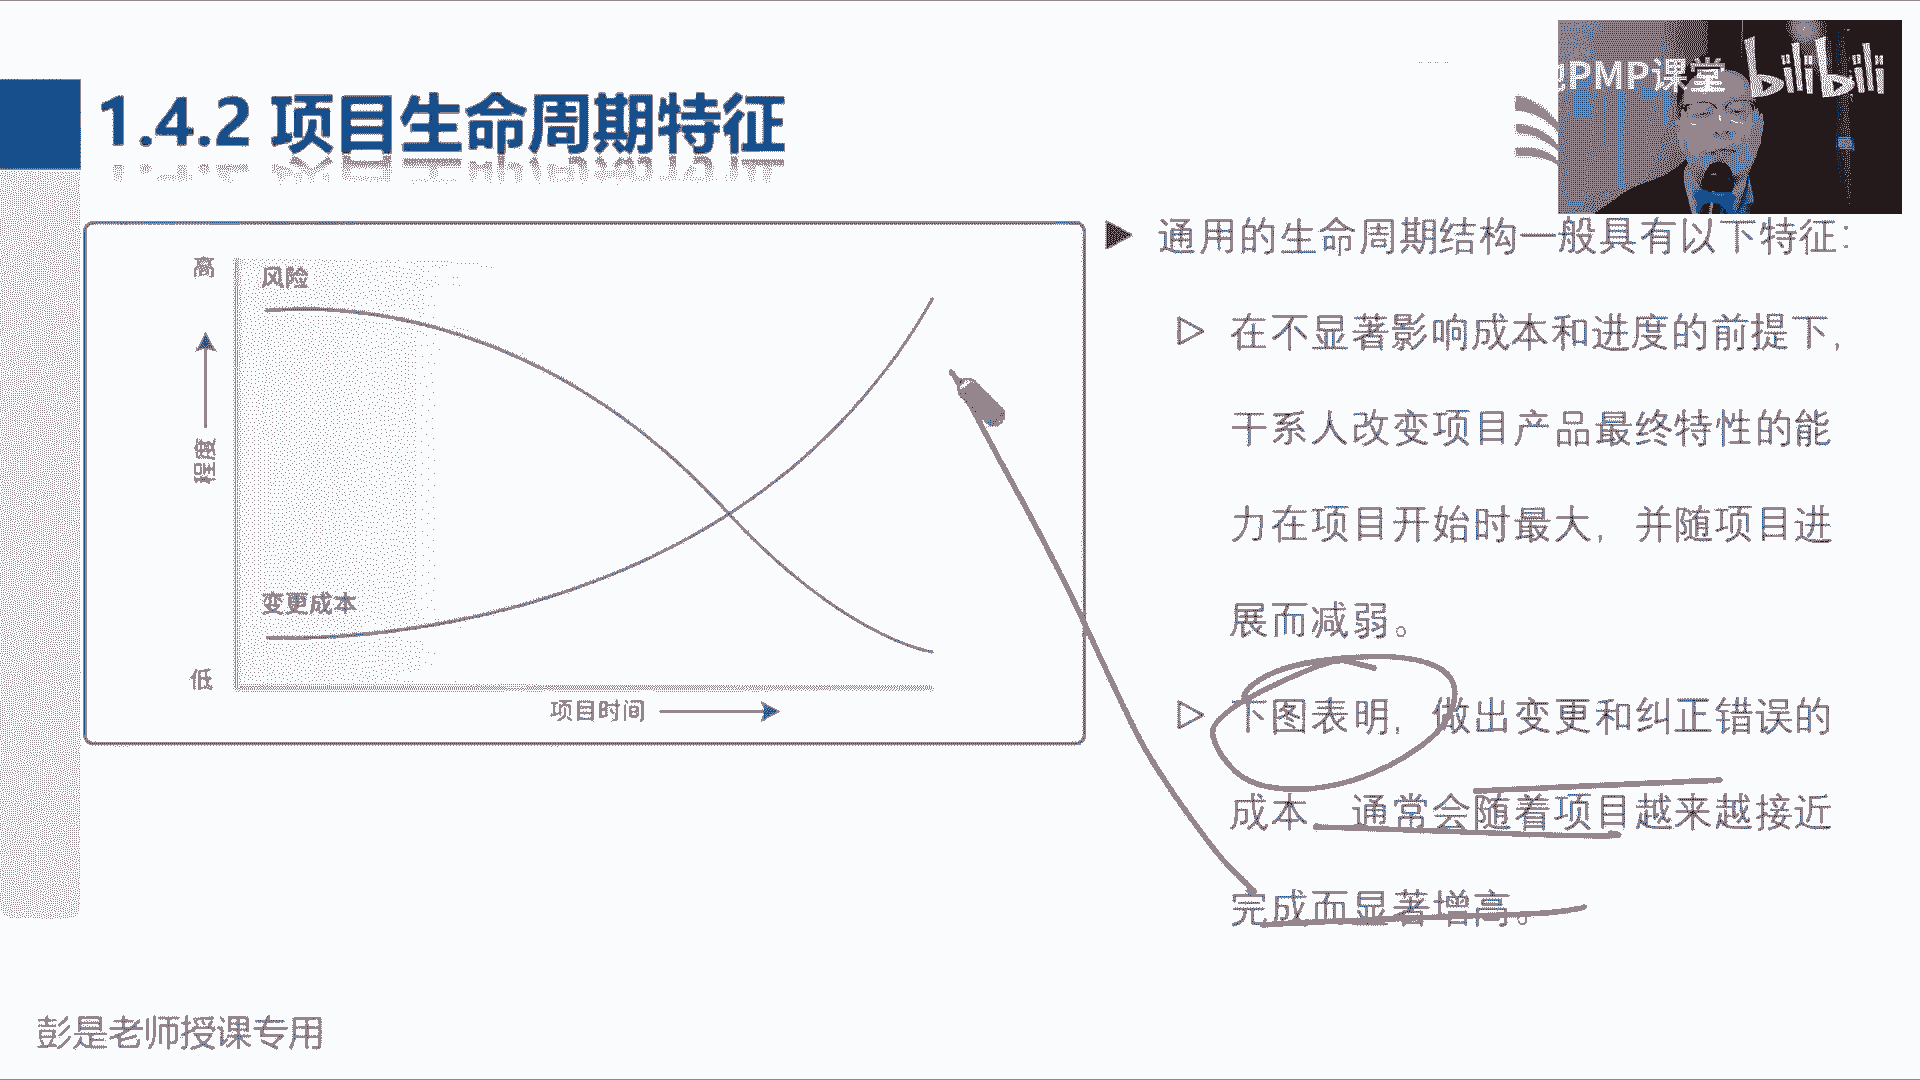 PMP课堂
bilibili
1.4.2 项目生命周期特征
高
风险
程度
变更成本
低
项目时间
通用的生命周期结构一般具有以下特征:
在不显著影响成本和进度的前提下,
干系人改变项目产品最终特性的能
力在项目开始时最大, 并随项目进
展而减弱。
下图表明, 做出变更和纠正错误的
成本, 通常会随着项目越来越接近
完成而显著增高。
彭是老师授课专用